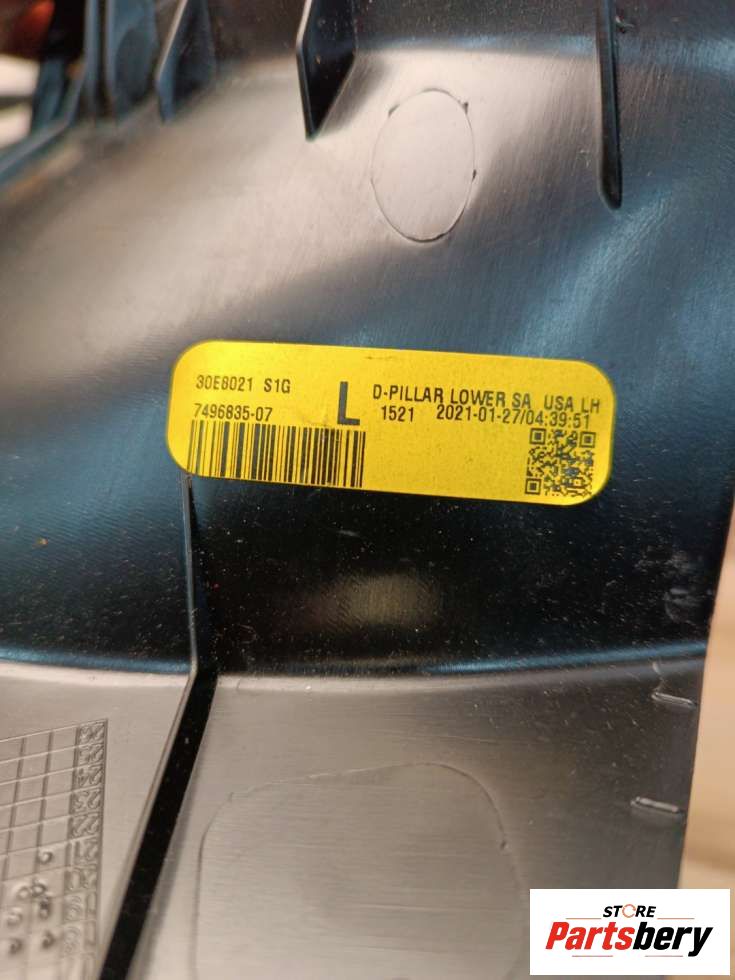 30E8021 S1G
7496835-07
L
D-PILLAR LOWER SA USA LH
1521 2021-01-27/04:39:51
STORE
Partsbery